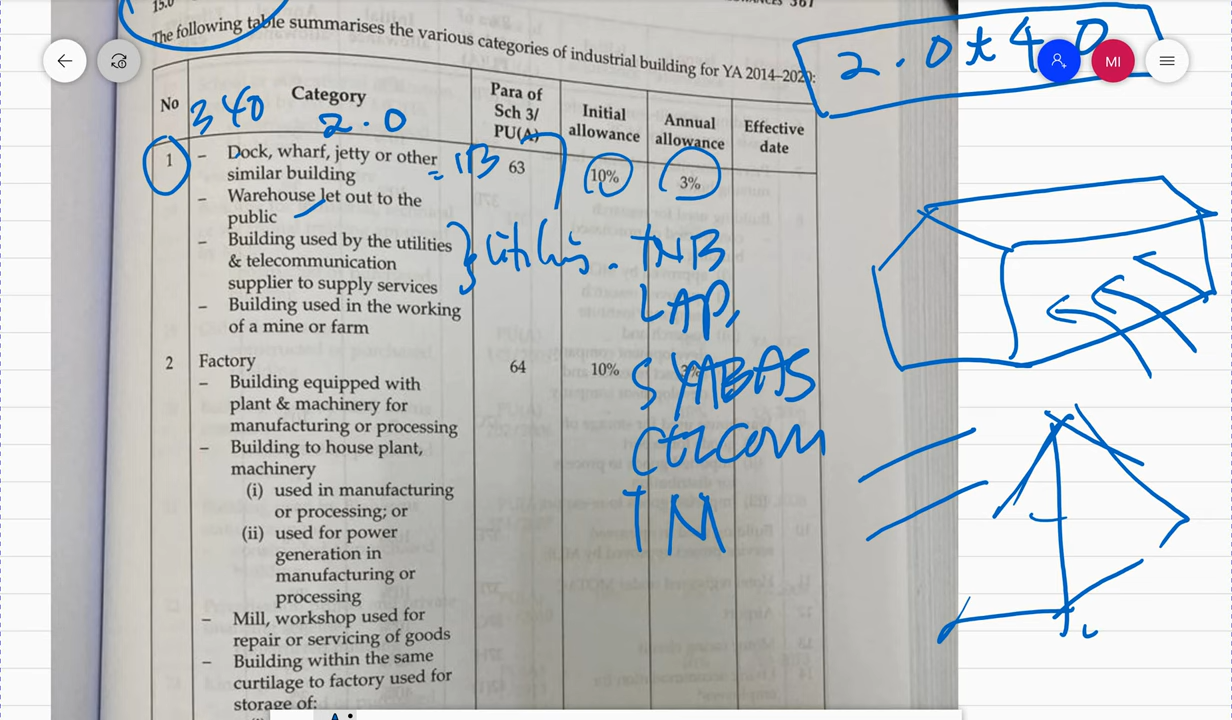 15.0
The following table summarises the various categories of industrial building for YA 2014–2020:
2.0 * 4.0
MI
No
Category
Para of
Sch 3/
PU(A)
Initial
allowance
Annual
allowance
Effective
date
340
2.0
1
– Dock, wharf, jetty or other
similar building
– Warehouse let out to the
public
– Building used by the utilities
& telecommunication
supplier to supply services
– Building used in the working
of a mine or farm
= 1B
63
10%
3%
TNB
LAP,
SYABAS
TM
2
Factory
– Building equipped with
plant & machinery for
manufacturing or processing
– Building to house plant,
machinery
(i) used in manufacturing
or processing; or
(ii) used for power
generation in
manufacturing or
processing
– Mill, workshop used for
repair or servicing of goods
– Building within the same
curtilage to factory used for
storage of:
64
10%
3%